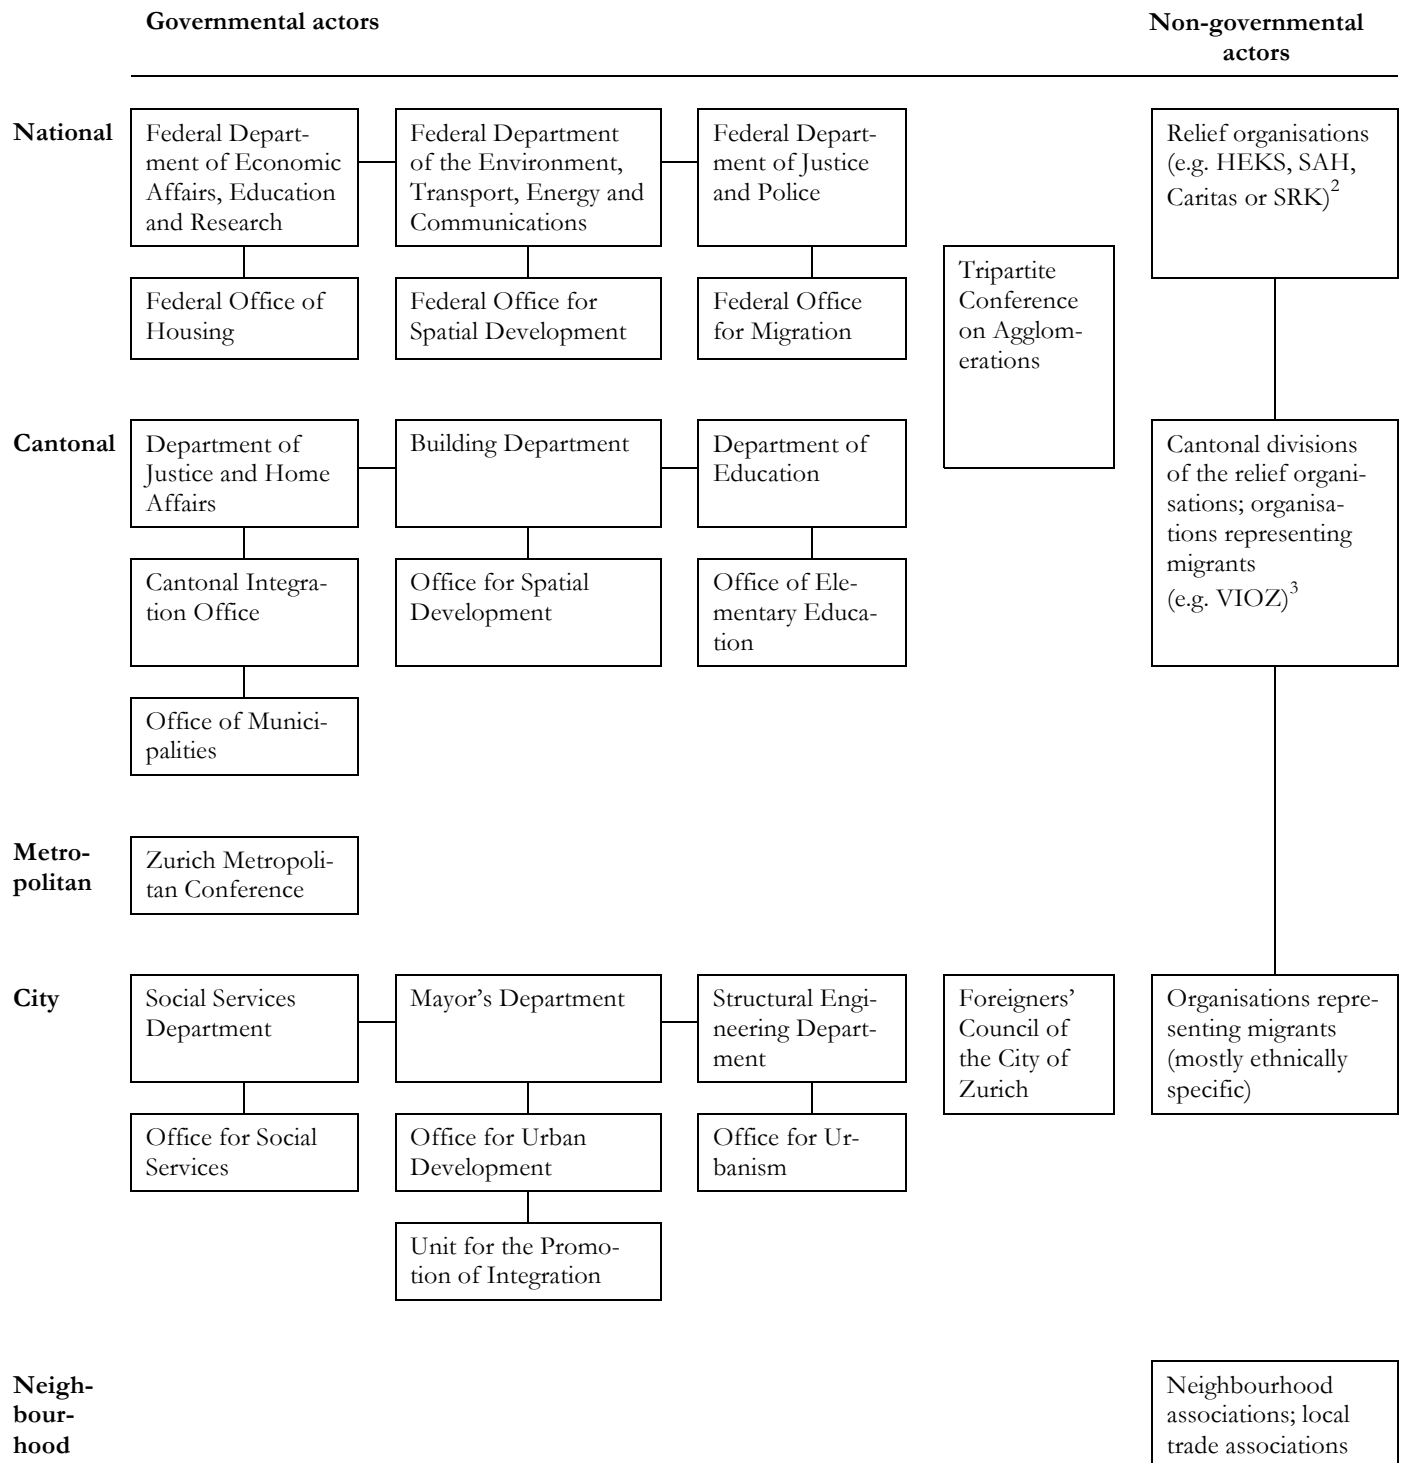 Governmental actors
Non-governmental
actors
National
Federal Depart-
ment of Economic
Affairs, Education
and Research
Federal Department
of the Environment,
Transport, Energy and
Communications
Federal Depart-
ment of Justice
and Police
Relief organisations
(e.g. HEKS, SAH,
Caritas or SRK)2
Federal Office of
Housing
Federal Office for
Spatial Development
Federal Office
for Migration
Tripartite
Conference
on Agglom-
erations
Cantonal
Department of
Justice and Home
Affairs
Building Department
Department of
Education
Cantonal divisions
of the relief organi-
sations; organisa-
tions representing
migrants
(e.g. VIOZ)3
Cantonal Integra-
tion Office
Office for Spatial
Development
Office of Ele-
mentary Educa-
tion
Office of Munici-
palities
Metro-
politan
Zurich Metropoli-
tan Conference
City
Social Services
Department
Mayor’s Department
Structural Engi-
neering Depart-
ment
Foreigners’
Council of
the City of
Zurich
Organisations repre-
senting migrants
(mostly ethnically
specific)
Office for Social
Services
Office for Urban
Development
Office for Ur-
banism
Unit for the Promo-
tion of Integration
Neigh-
bour-
hood
Neighbourhood
associations; local
trade associations